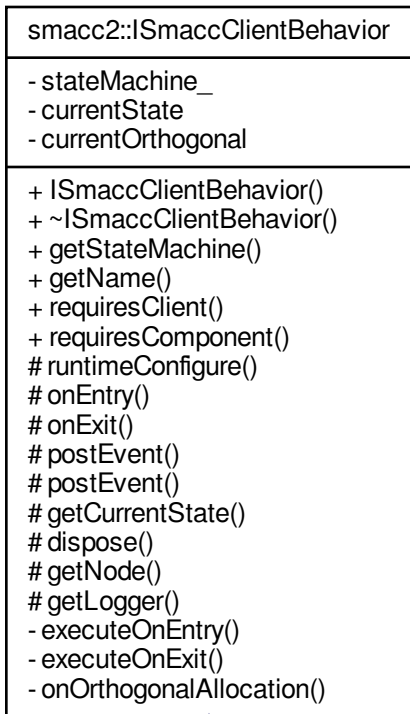 smacc2::ISmaccClientBehavior
- stateMachine_
- currentState
- currentOrthogonal
+ ISmaccClientBehavior()
+ ~ISmaccClientBehavior()
+ getStateMachine()
+ getName()
+ requiresClient()
+ requiresComponent()
# runtimeConfigure()
# onEntry()
# onExit()
# postEvent()
# postEvent()
# getCurrentState()
# dispose()
# getNode()
# getLogger()
- executeOnEntry()
- executeOnExit()
- onOrthogonalAllocation()